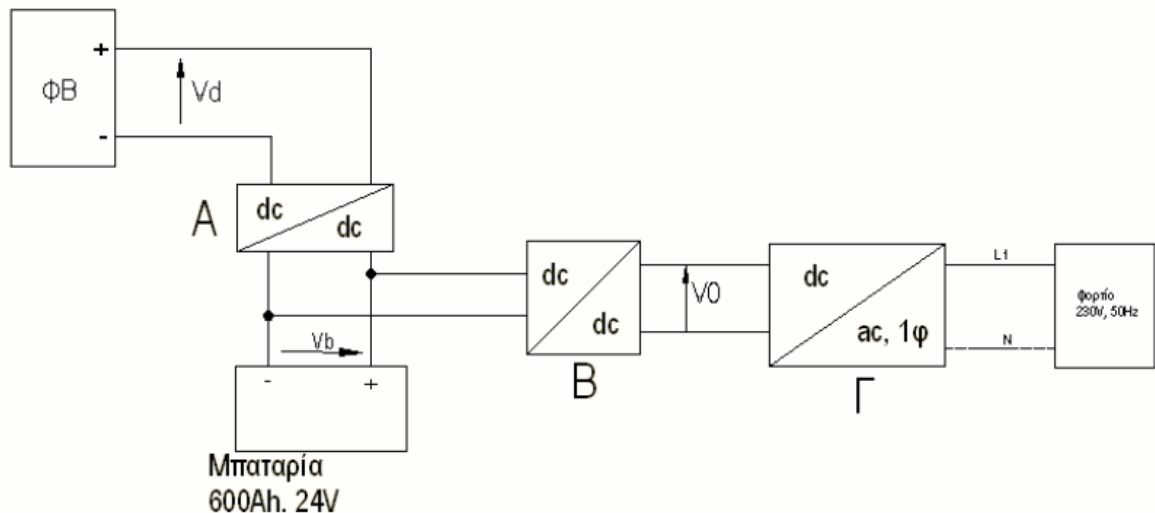 +
ΦΒ
Vd
-
A
dc
dc
dc
dc
B
V0
dc
ac, 1φ
Γ
L1
N
φορτίο
230V, 50Hz
Vb
-
+
Μπαταρία
600Ah, 24V